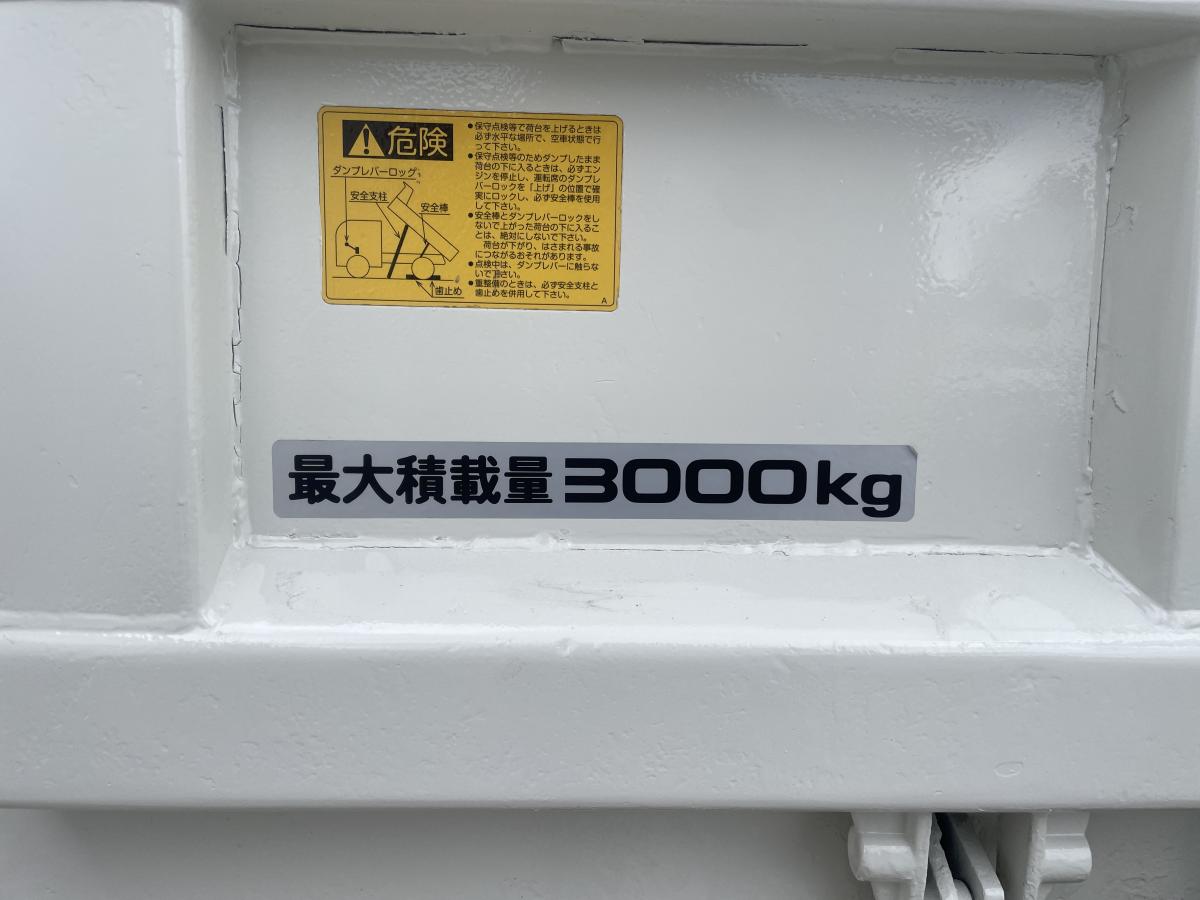 危険
ダンプレバーロック
安全支柱
安全棒
歯止め
●保守点検等で荷台を上げるときは
必ず水平な場所で、空車状態で行
って下さい。
●保守点検等のためダンプしたまま
荷台の下に入るときは、必ずエン
ジンを停止し、運転席のダンプレ
バーロックを「上げ」の位置で確
実にロックし、必ず安全棒を使用
して下さい。
●安全棒とダンプレバーロックをし
ないで上がった荷台の下に入るこ
とは、絶対にしないで下さい。
荷台が下がり、はさまれる事故
につながるおそれがあります。
●点検中は、ダンプレバーに触らな
いで下さい。
●重整備のときは、必ず安全支柱と
歯止めを併用して下さい。
A
最大積載量3000kg